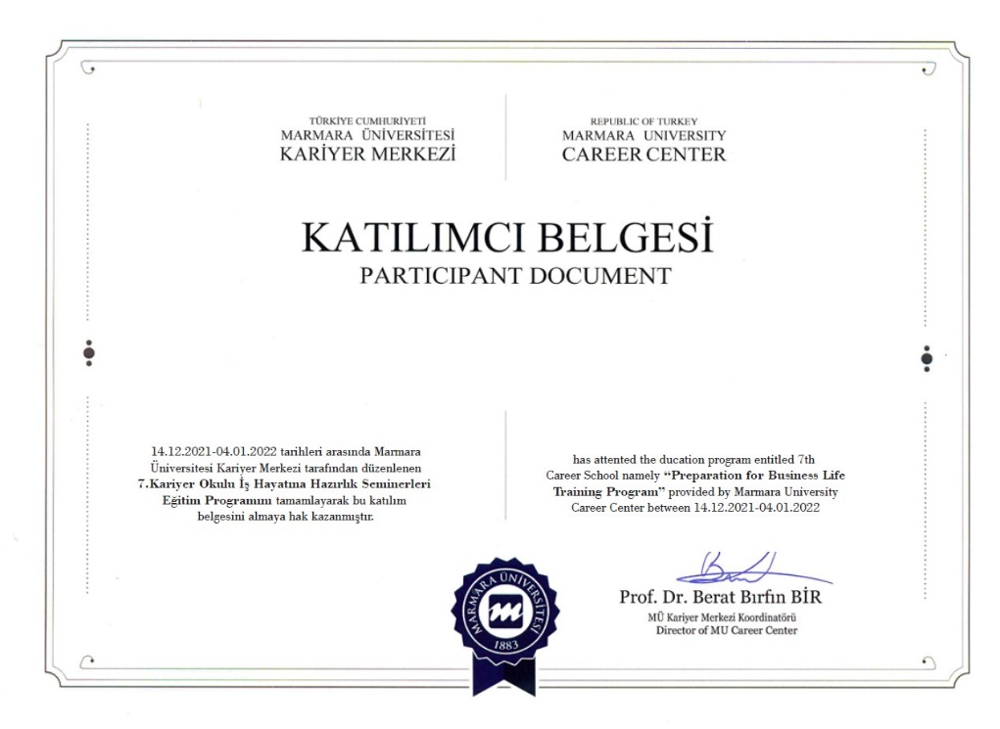 TÜRKİYE CUMHURİYETİ
MARMARA ÜNİVERSİTESİ
KARİYER MERKEZİ
REPUBLIC OF TURKEY
MARMARA UNIVERSITY
CAREER CENTER
KATILIMCI BELGESİ
PARTICIPANT DOCUMENT
14.12.2021-04.01.2022 tarihleri arasında Marmara
Üniversitesi Kariyer Merkezi tarafından düzenlenen
7.Kariyer Okulu İş Hayatına Hazırlık Seminerleri
Eğitim Programını tamamlayarak bu katılım
belgesini almaya hak kazanmıştır.
has attented the ducation program entitled 7th
Career School namely “Preparation for Business Life
Training Program” provided by Marmara University
Career Center between 14.12.2021-04.01.2022
MARMARA ÜNİVERSİTESİ
m
1883
Prof. Dr. Berat Bırfın BİR
MÜ Kariyer Merkezi Koordinatörü
Director of MU Career Center